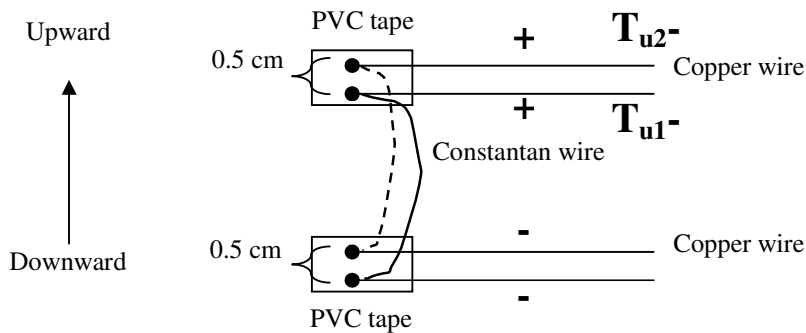 PVC tape
Upward
+
Tu2-
0.5 cm
Copper wire
+
Tu1-
Constantan wire
-
0.5 cm
Copper wire
Downward
-
PVC tape